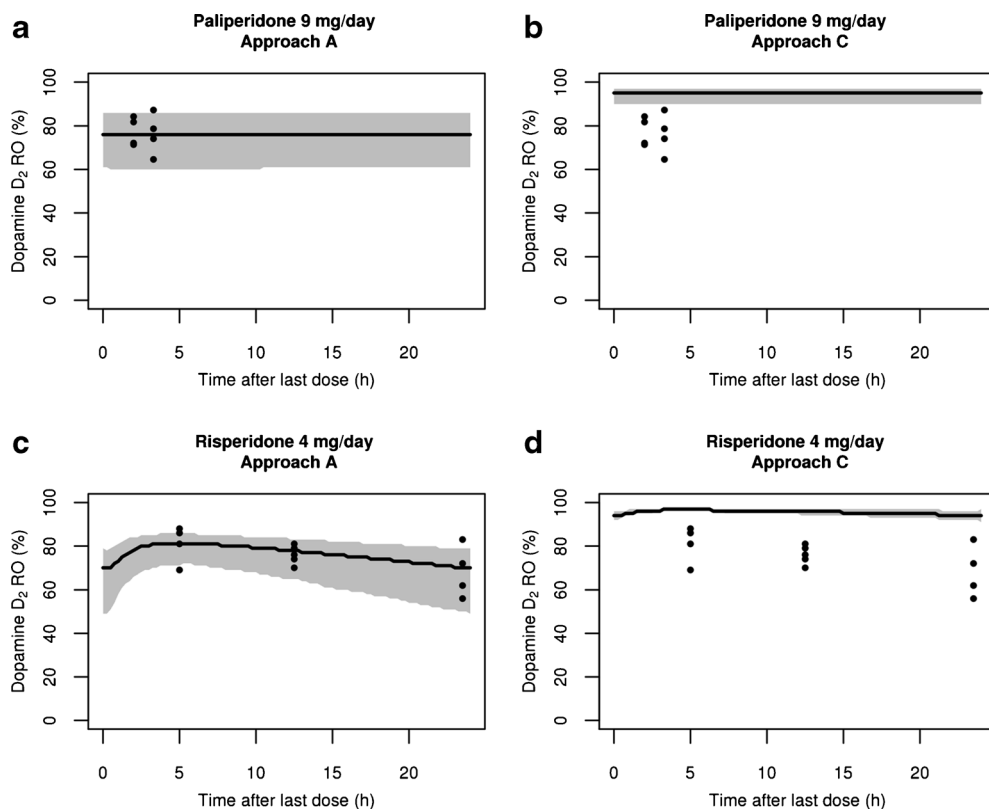 a
Paliperidone 9 mg/day
Approach A
Dopamine D₂ RO (%)
100
80
60
40
20
0
0 5 10 15 20
Time after last dose (h)
b
Paliperidone 9 mg/day
Approach C
Dopamine D₂ RO (%)
100
80
60
40
20
0
0 5 10 15 20
Time after last dose (h)
c
Risperidone 4 mg/day
Approach A
Dopamine D₂ RO (%)
100
80
60
40
20
0
0 5 10 15 20
Time after last dose (h)
d
Risperidone 4 mg/day
Approach C
Dopamine D₂ RO (%)
100
80
60
40
20
0
0 5 10 15 20
Time after last dose (h)